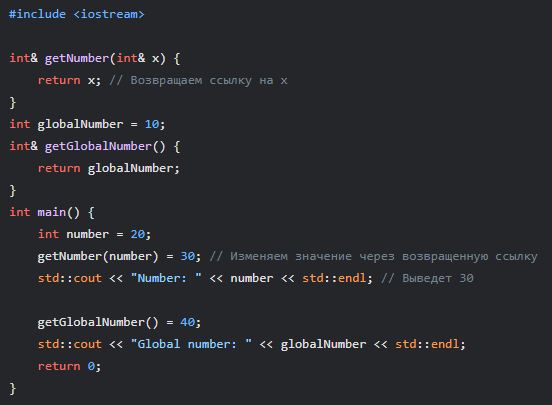 #include <iostream>

int& getNumber(int& x) {
    return x; // Возвращаем ссылку на x
}
int globalNumber = 10;
int& getGlobalNumber() {
    return globalNumber;
}
int main() {
    int number = 20;
    getNumber(number) = 30; // Изменяем значение через возвращенную ссылку
    std::cout << "Number: " << number << std::endl; // Выведет 30

    getGlobalNumber() = 40;
    std::cout << "Global number: " << globalNumber << std::endl;
    return 0;
}